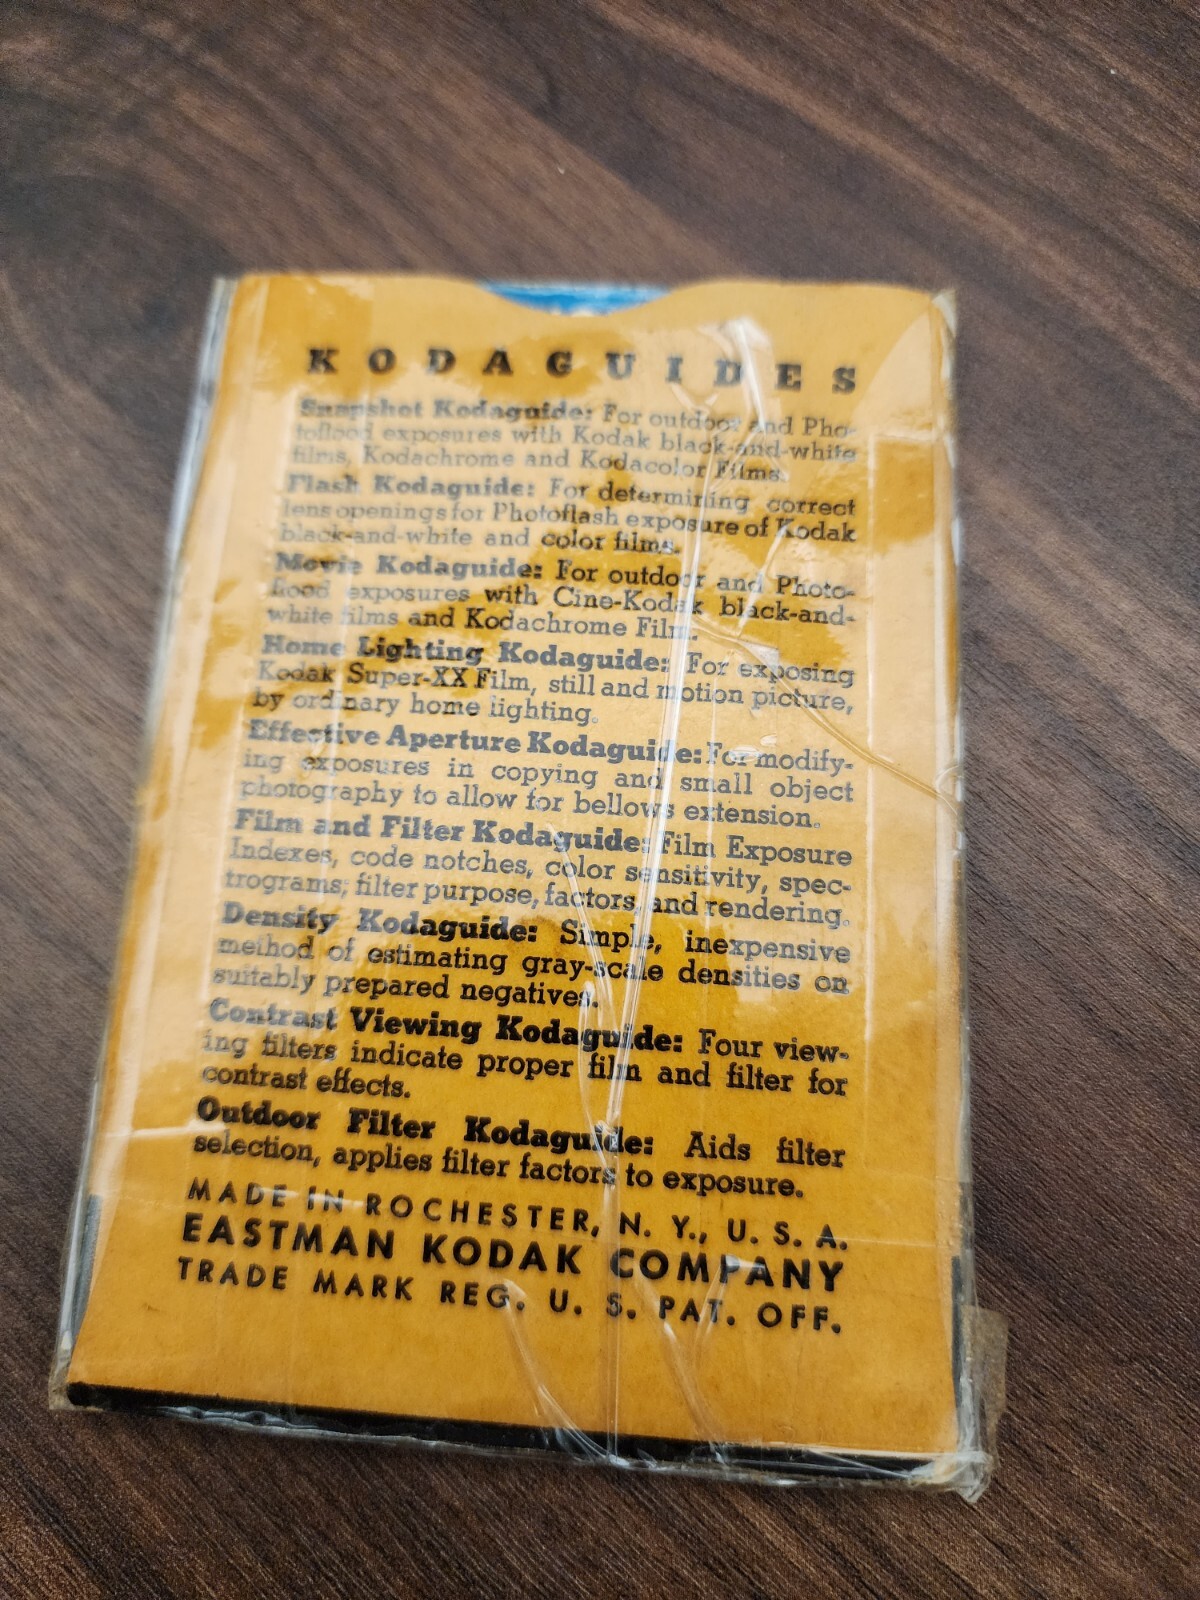 KODAGUIDES
Snapshot Kodaguide: For outdoor and Pho-
toflood exposures with Kodak black-and-white
films, Kodachrome and Kodacolor Films.
Flash Kodaguide: For determining correct
lens openings for Photoflash exposure of Kodak
black-and-white and color films.
Movie Kodaguide: For outdoor and Photo-
flood exposures with Cine-Kodak black-and-
white films and Kodachrome Film.
Home Lighting Kodaguide: For exposing
Kodak Super-XX Film, still and motion picture,
by ordinary home lighting.
Effective Aperture Kodaguide: For modify-
ing exposures in copying and small object
photography to allow for bellows extension.
Film and Filter Kodaguide: Film Exposure
Indexes, code notches, color sensitivity, spec-
trograms; filter purpose, factors, and rendering.
Density Kodaguide: Simple, inexpensive
method of estimating gray-scale densities on
suitably prepared negatives.
Contrast Viewing Kodaguide: Four view-
ing filters indicate proper film and filter for
contrast effects.
Outdoor Filter Kodaguide: Aids filter
selection, applies filter factors to exposure.
MADE IN ROCHESTER, N. Y., U. S. A.
EASTMAN KODAK COMPANY
TRADE MARK REG. U. S. PAT. OFF.